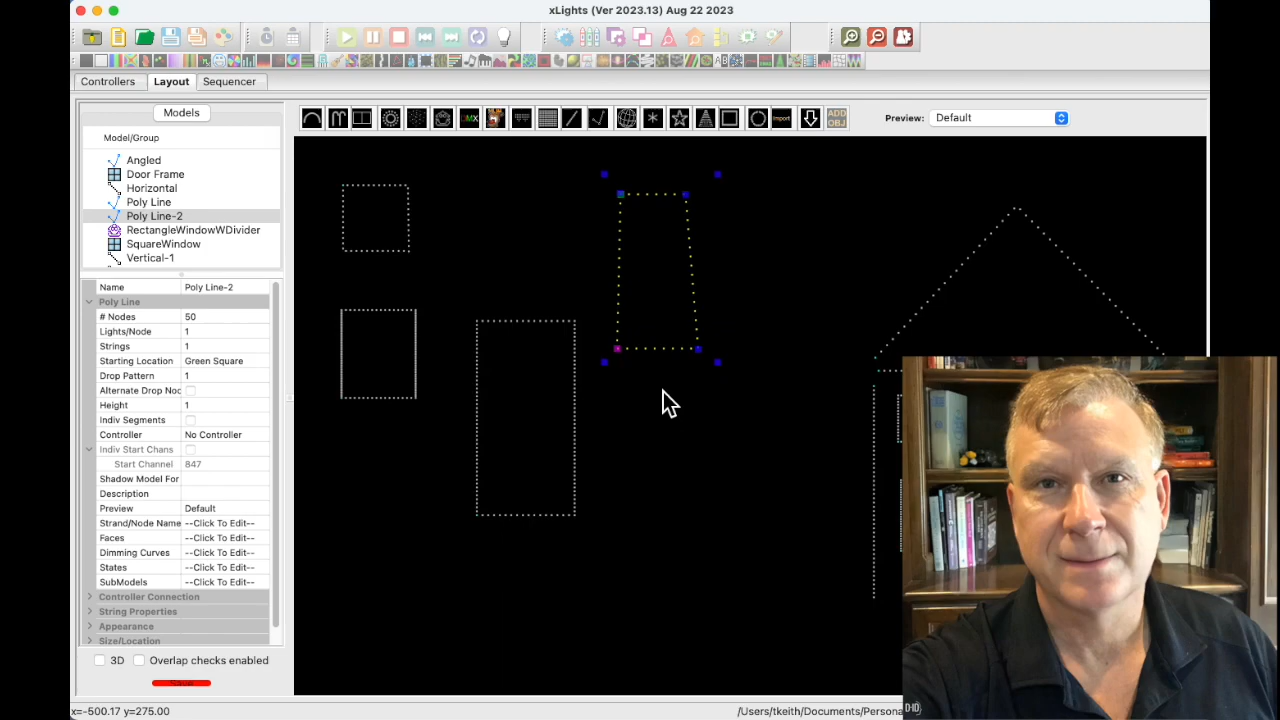 xLights (Ver 2023.13) Aug 22 2023
Controllers
Layout
Sequencer
Models
DMX
Import
ADD
OBJ
Preview:
Default
Model/Group
Angled
Door Frame
Horizontal
Poly Line
Poly Line-2
RectangleWindowWDivider
SquareWindow
Vertical-1
Name Poly Line-2
Poly Line
# Nodes 50
Lights/Node 1
Strings 1
Starting Location Green Square
Drop Pattern 1
Alternate Drop Noc
Height 1
Indiv Segments
Controller No Controller
Indiv Start Chans
Start Channel 847
Shadow Model For
Description
Preview Default
Strand/Node Name --Click To Edit--
Faces --Click To Edit--
Dimming Curves --Click To Edit--
States --Click To Edit--
SubModels --Click To Edit--
Controller Connection
String Properties
Appearance
Size/Location
3D
Overlap checks enabled
Save
x=-500.17 y=275.00
/Users/tkeith/Documents/Persona